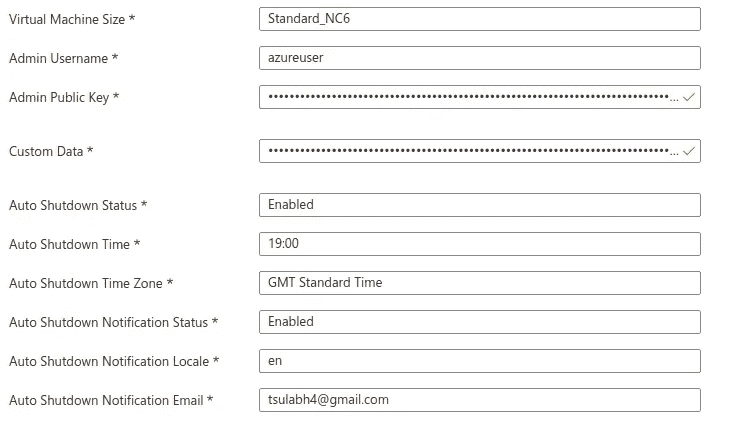 Virtual Machine Size * Standard_NC6
Admin Username * azureuser
Admin Public Key * ••••••••••••••••••••••••••••••••••••••••••••••••••••••••••••••••••••••••••••••••...
Custom Data * ••••••••••••••••••••••••••••••••••••••••••••••••••••••••••••••••••••••••••••••••...
Auto Shutdown Status * Enabled
Auto Shutdown Time * 19:00
Auto Shutdown Time Zone * GMT Standard Time
Auto Shutdown Notification Status * Enabled
Auto Shutdown Notification Locale * en
Auto Shutdown Notification Email * tsulabh4@gmail.com